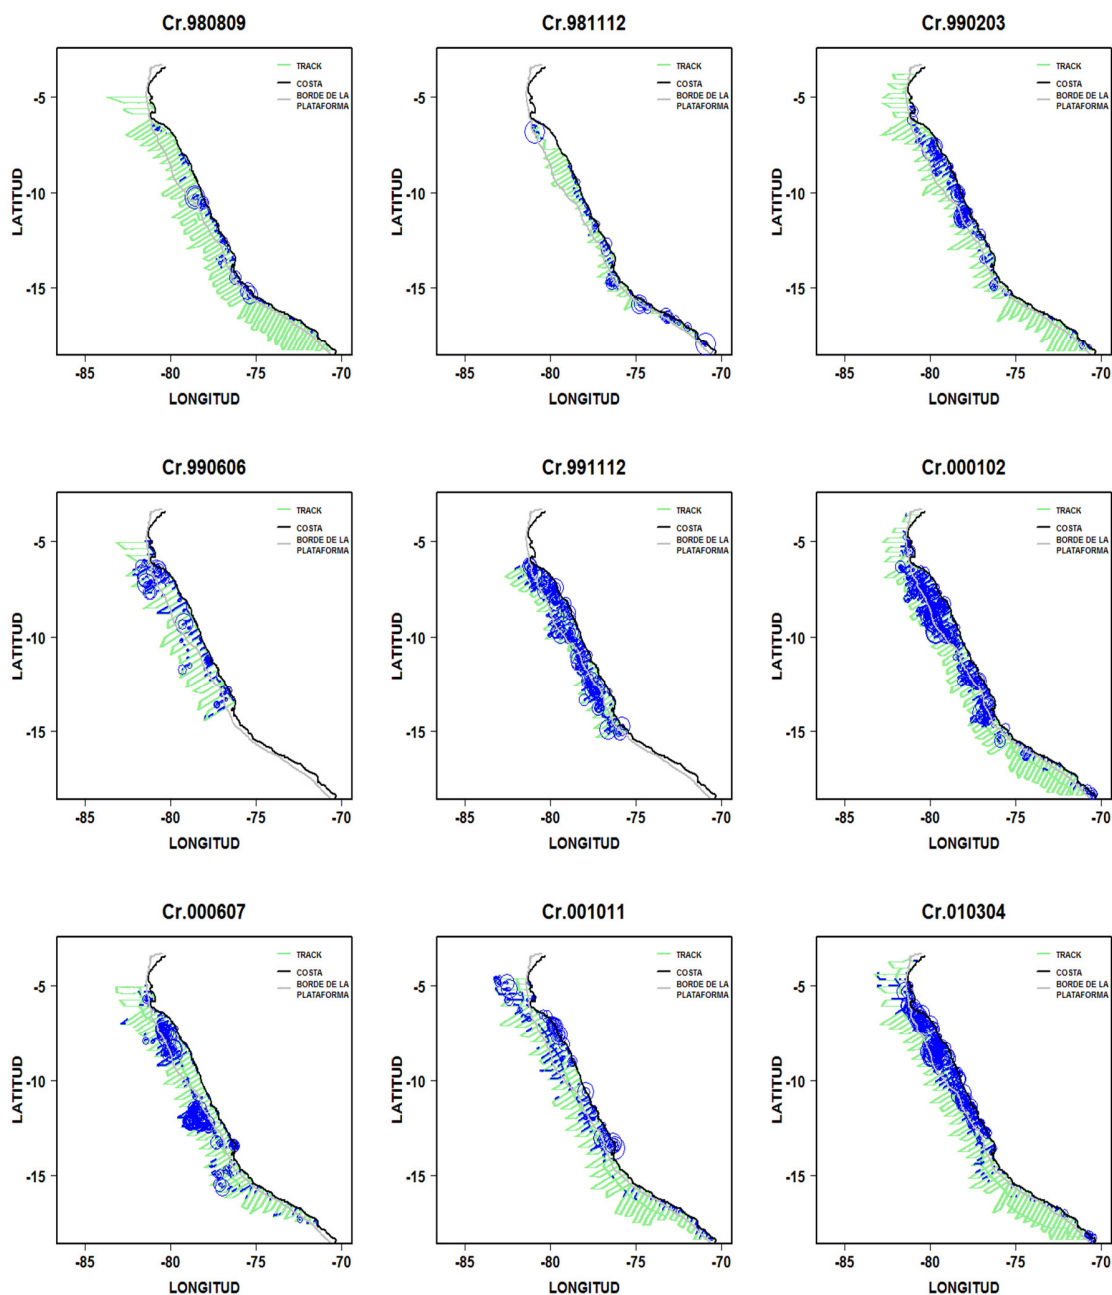 Cr.980809
Cr.981112
Cr.990203
TRACK
COSTA
BORDE DE LA
PLATAFORMA
-5
-10
-15
LATITUD
-85
-80
-75
-70
LONGITUD
TRACK
COSTA
BORDE DE LA
PLATAFORMA
-5
-10
-15
LATITUD
-85
-80
-75
-70
LONGITUD
TRACK
COSTA
BORDE DE LA
PLATAFORMA
-5
-10
-15
LATITUD
-85
-80
-75
-70
LONGITUD
Cr.990606
Cr.991112
Cr.000102
TRACK
COSTA
BORDE DE LA
PLATAFORMA
-5
-10
-15
LATITUD
-85
-80
-75
-70
LONGITUD
TRACK
COSTA
BORDE DE LA
PLATAFORMA
-5
-10
-15
LATITUD
-85
-80
-75
-70
LONGITUD
TRACK
COSTA
BORDE DE LA
PLATAFORMA
-5
-10
-15
LATITUD
-85
-80
-75
-70
LONGITUD
Cr.000607
Cr.001011
Cr.010304
TRACK
COSTA
BORDE DE LA
PLATAFORMA
-5
-10
-15
LATITUD
-85
-80
-75
-70
LONGITUD
TRACK
COSTA
BORDE DE LA
PLATAFORMA
-5
-10
-15
LATITUD
-85
-80
-75
-70
LONGITUD
TRACK
COSTA
BORDE DE LA
PLATAFORMA
-5
-10
-15
LATITUD
-85
-80
-75
-70
LONGITUD